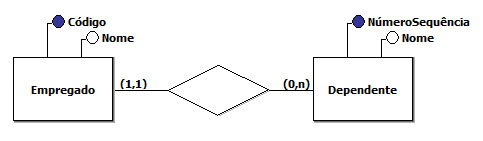 Código
Nome
Empregado
(1,1)
(0,n)
NúmeroSequência
Nome
Dependente